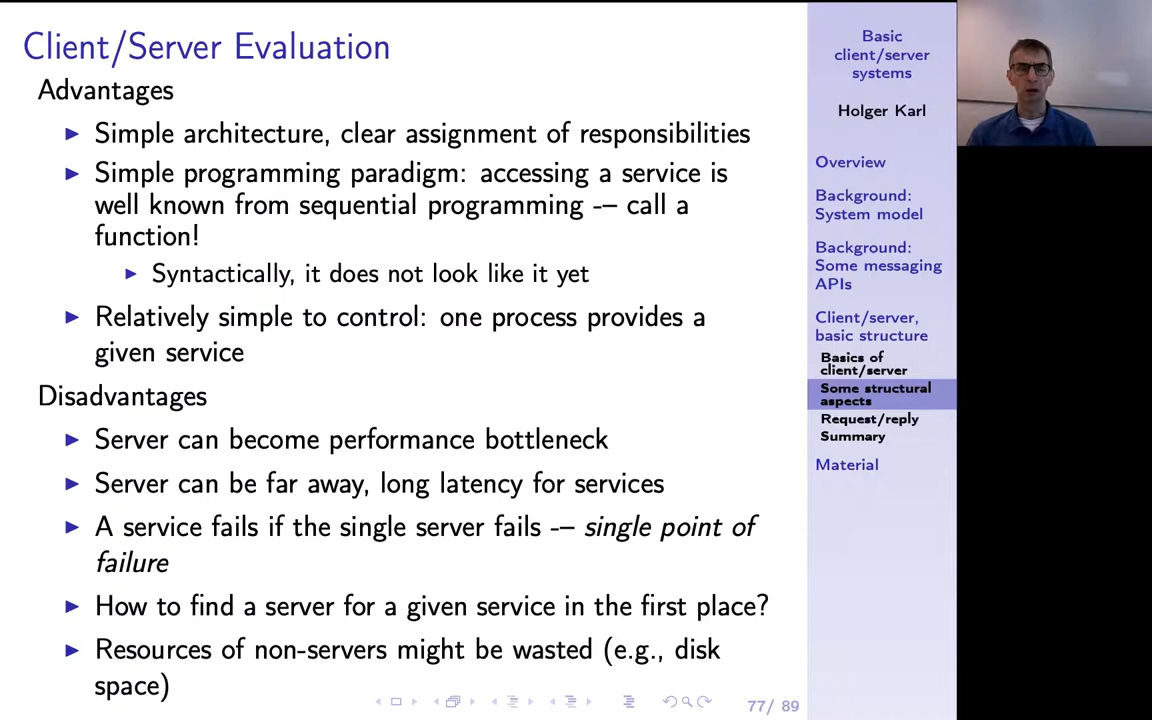 Client/Server Evaluation
Advantages
Simple architecture, clear assignment of responsibilities
Simple programming paradigm: accessing a service is
well known from sequential programming -– call a
function!
Syntactically, it does not look like it yet
Relatively simple to control: one process provides a
given service
Disadvantages
Server can become performance bottleneck
Server can be far away, long latency for services
A service fails if the single server fails -– single point of
failure
How to find a server for a given service in the first place?
Resources of non-servers might be wasted (e.g., disk
space)
77/ 89
Basic
client/server
systems
Holger Karl
Overview
Background:
System model
Background:
Some messaging
APIs
Client/server,
basic structure
Basics of
client/server
Some structural
aspects
Request/reply
Summary
Material